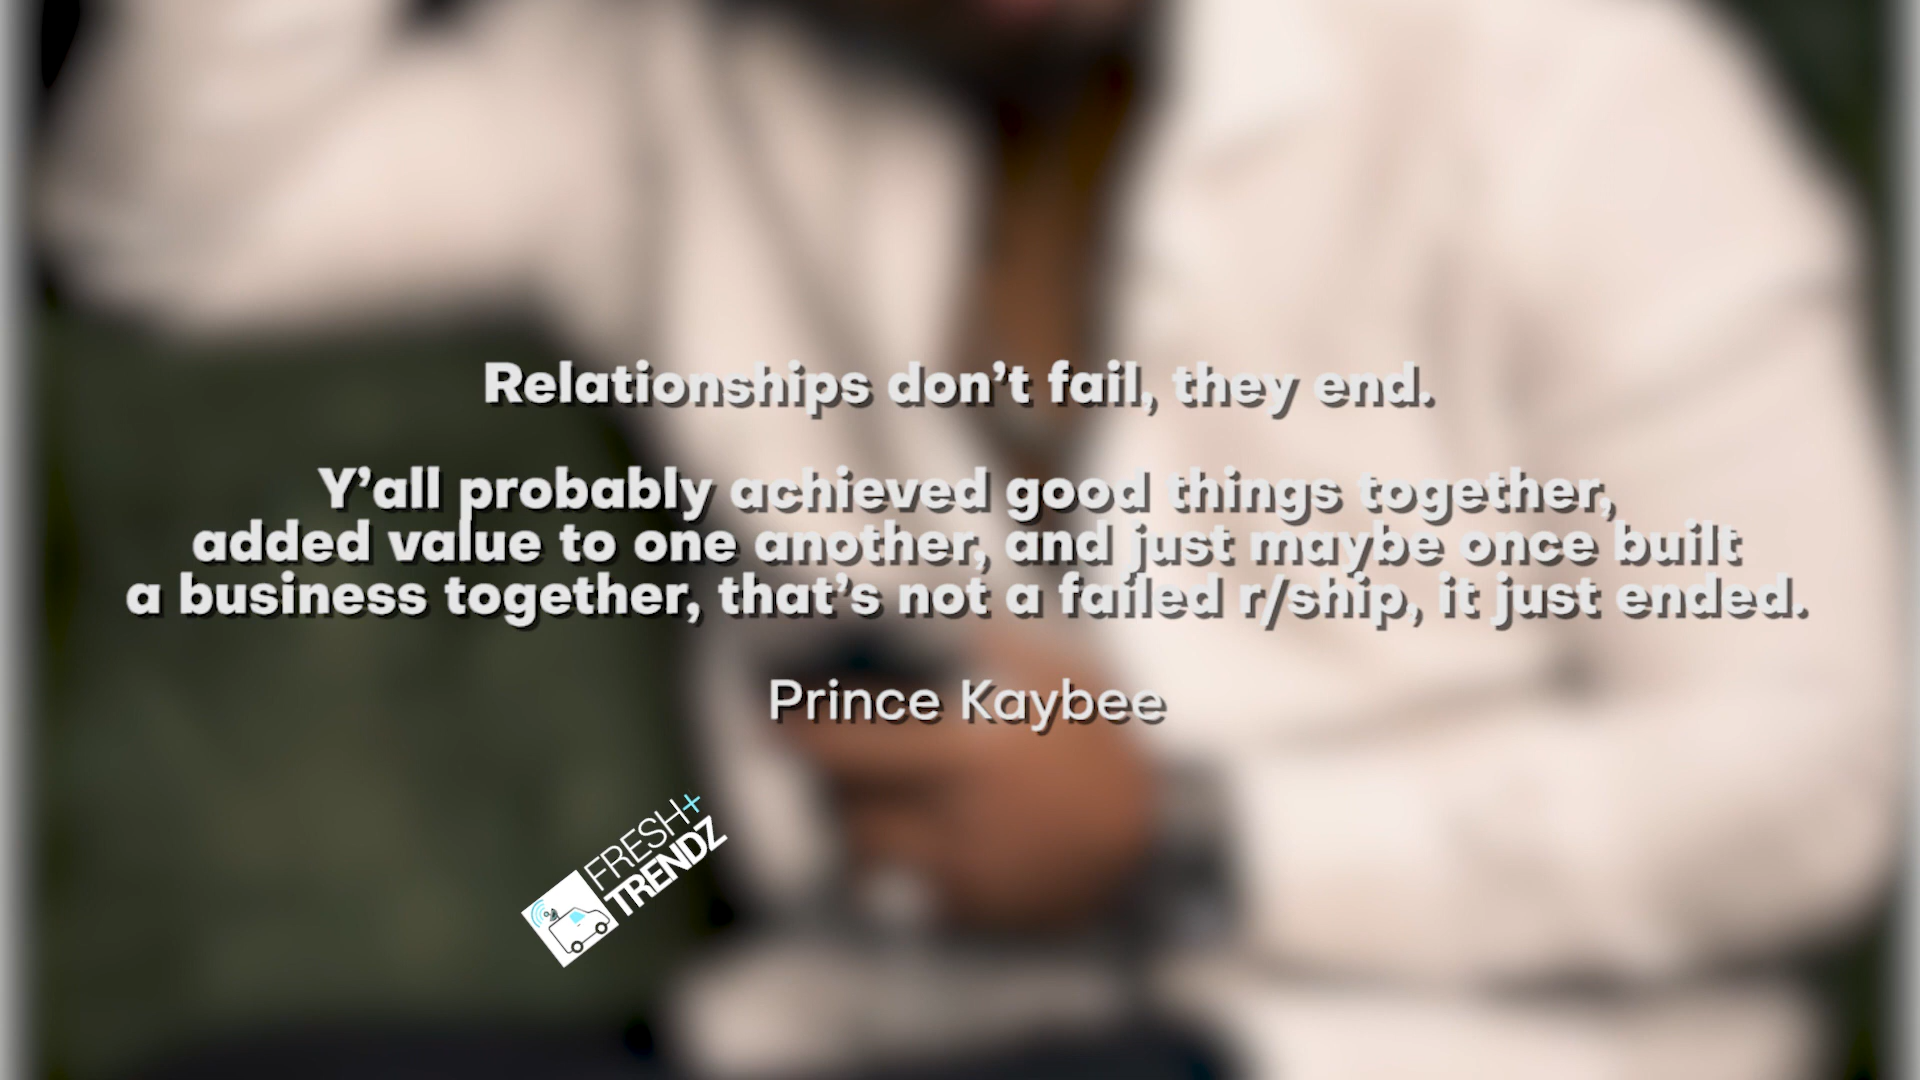 Relationships don’t fail, they end.
Y’all probably achieved good things together,
added value to one another, and just maybe once built
a business together, that’s not a failed r/ship, it just ended.
Prince Kaybee
FRESH+
TRENDZ